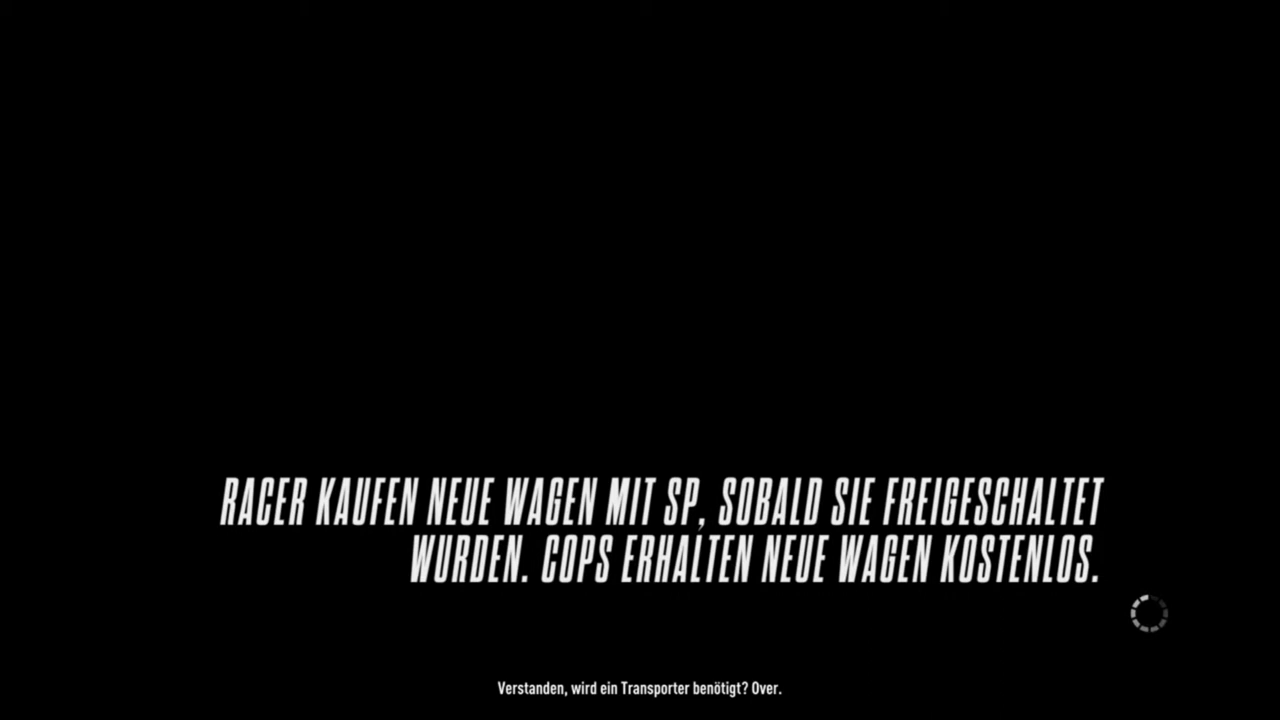 RACER KAUFEN NEUE WAGEN MIT SP, SOBALD SIE FREIGESCHALTET
WURDEN. COPS ERHALTEN NEUE WAGEN KOSTENLOS.
Verstanden, wird ein Transporter benötigt? Over.